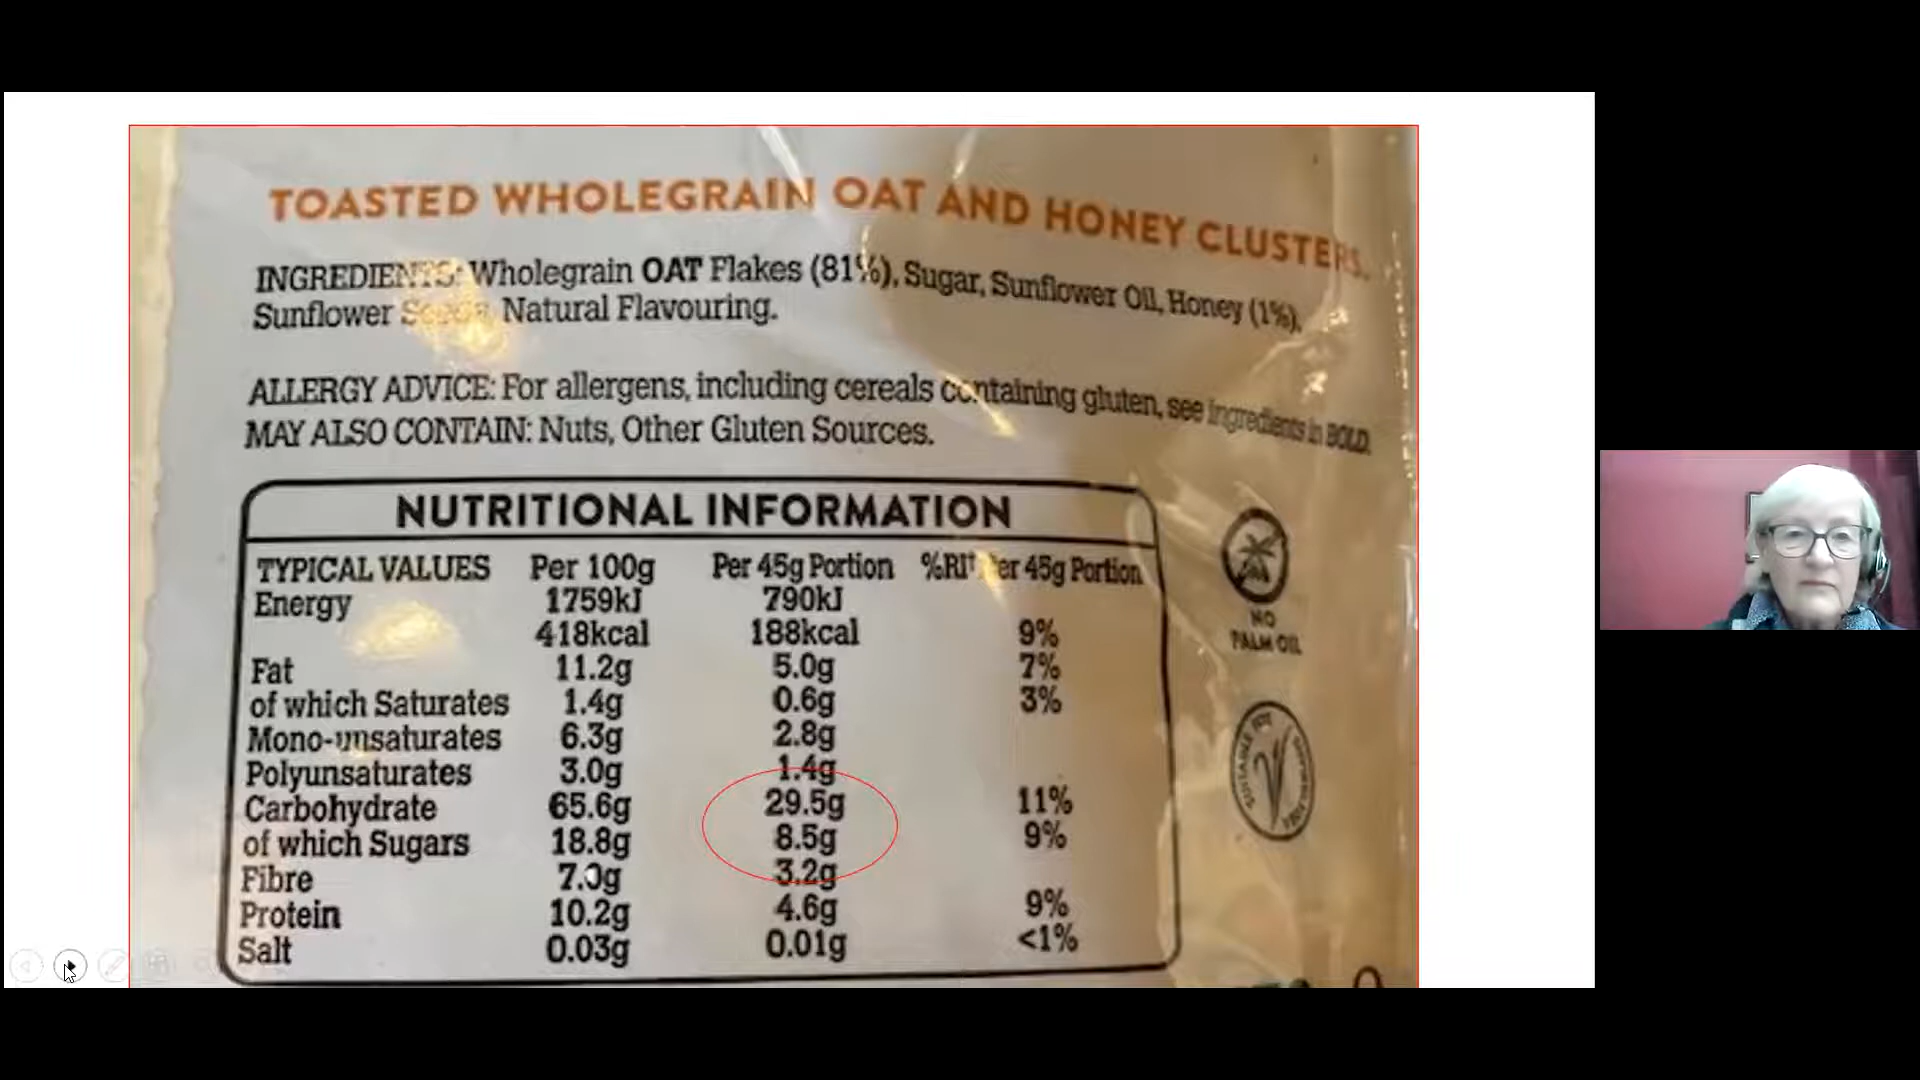 TOASTED WHOLEGRAIN OAT AND HONEY CLUSTERS.
INGREDIENTS: Wholegrain OAT Flakes (81%), Sugar, Sunflower Oil, Honey (1%),
Sunflower Seeds, Natural Flavouring.
ALLERGY ADVICE: For allergens, including cereals containing gluten, see ingredients in BOLD.
MAY ALSO CONTAIN: Nuts, Other Gluten Sources.
NUTRITIONAL INFORMATION
TYPICAL VALUES Per 100g Per 45g Portion %RI† Per 45g Portion
Energy 1759kJ 790kJ
418kcal 188kcal 9%
Fat 11.2g 5.0g 7%
of which Saturates 1.4g 0.6g 3%
Mono-unsaturates 6.3g 2.8g
Polyunsaturates 3.0g 1.4g
Carbohydrate 65.6g 29.5g 11%
of which Sugars 18.8g 8.5g 9%
Fibre 7.0g 3.2g
Protein 10.2g 4.6g 9%
Salt 0.03g 0.01g <1%
NO
PALM OIL